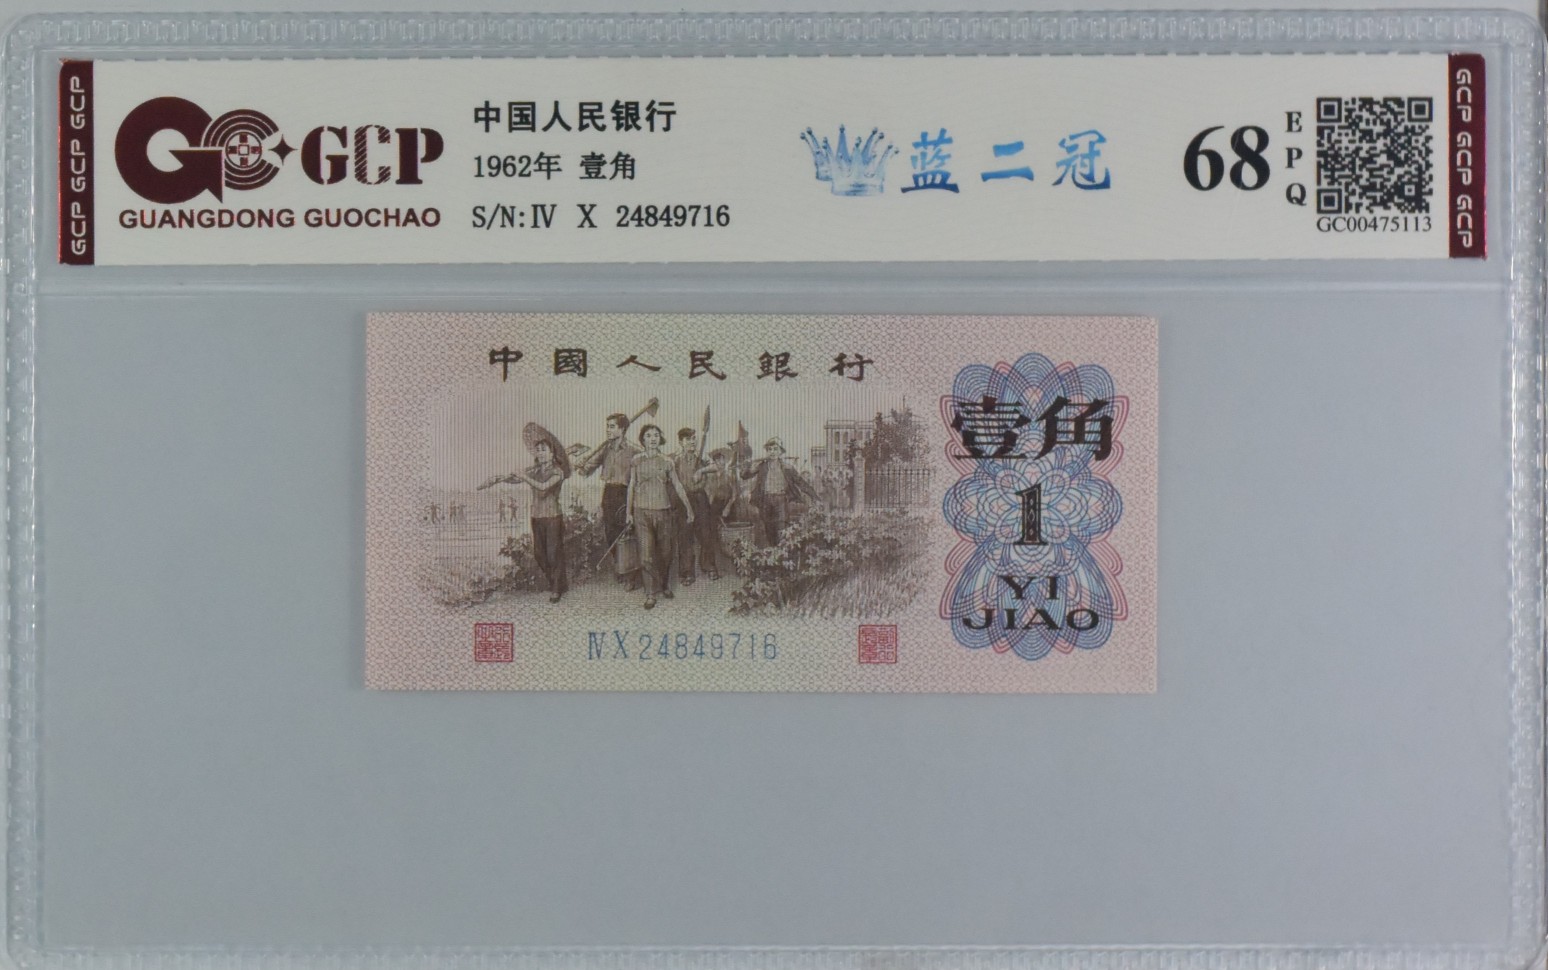 GCP GCP GCP
GCP
GUANGDONG GUOCHAO
中国人民银行
1962年 壹角
S/N: Ⅳ X 24849716
蓝二冠
68
EPQ
GC00475113
GCP GCP GCP
中國人民銀行
壹角
1
YI
JIAO
ⅣX24849716